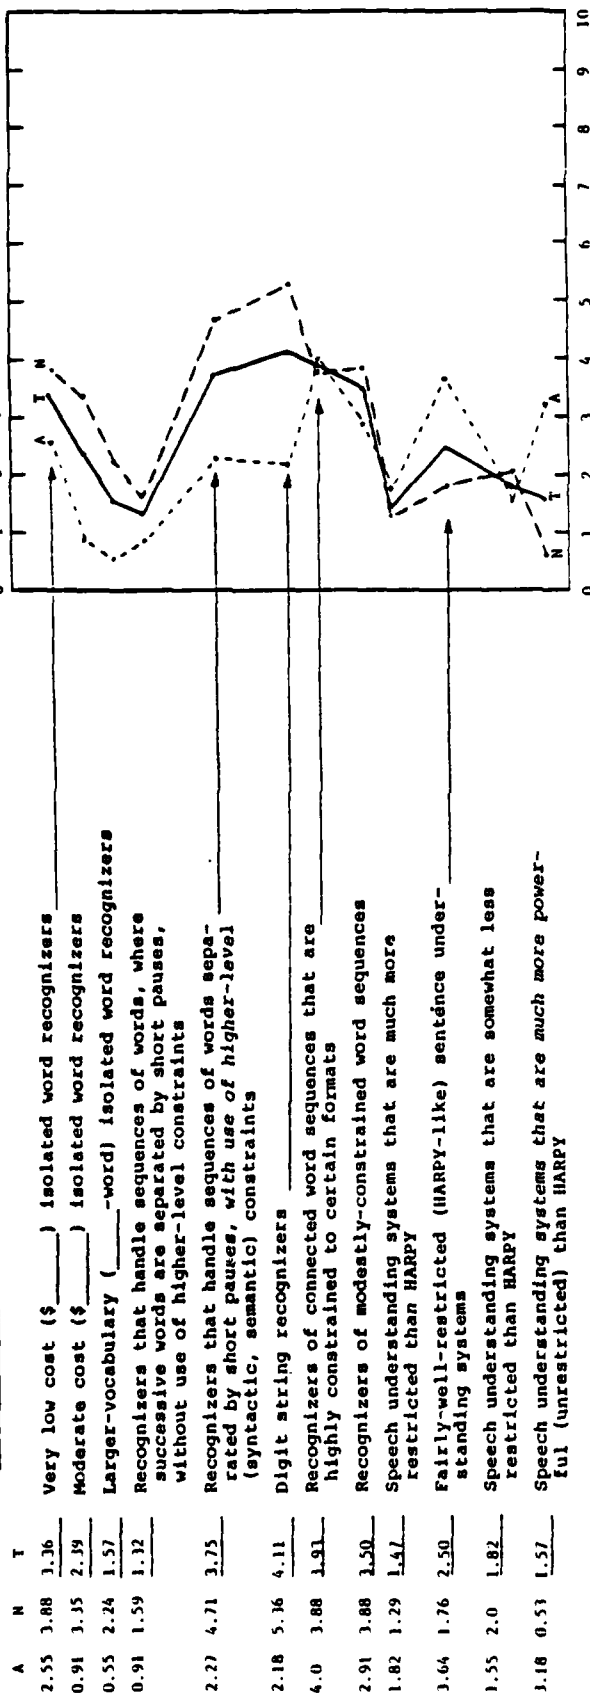 A N T
2.55 3.88 3.36 Very low cost ($______) isolated word recognizers
0.91 3.35 2.39 Moderate cost ($______) isolated word recognizers
0.55 2.24 1.57 Larger-vocabulary (____-word) isolated word recognizers
0.91 1.59 1.32 Recognizers that handle sequences of words, where
successive words are separated by short pauses,
without use of higher-level constraints
2.27 4.71 3.75 Recognizers that handle sequences of words sepa-
rated by short pauses, with use of higher-level
(syntactic, semantic) constraints
2.18 5.36 4.11 Digit string recognizers
4.0 3.88 3.93 Recognizers of connected word sequences that are
highly constrained to certain formats
2.91 3.88 3.50 Recognizers of modestly-constrained word sequences
1.82 1.29 1.47 Speech understanding systems that are much more
restricted than HARPY
3.64 1.76 2.50 Fairly-well-restricted (HARPY-like) sentence under-
standing systems
1.55 2.0 1.82 Speech understanding systems that are somewhat less
restricted than HARPY
3.18 0.53 1.57 Speech understanding systems that are much more power-
ful (unrestricted) than HARPY
A T N
N T A
0 1 2 3 4 5 6 7 8 9 10